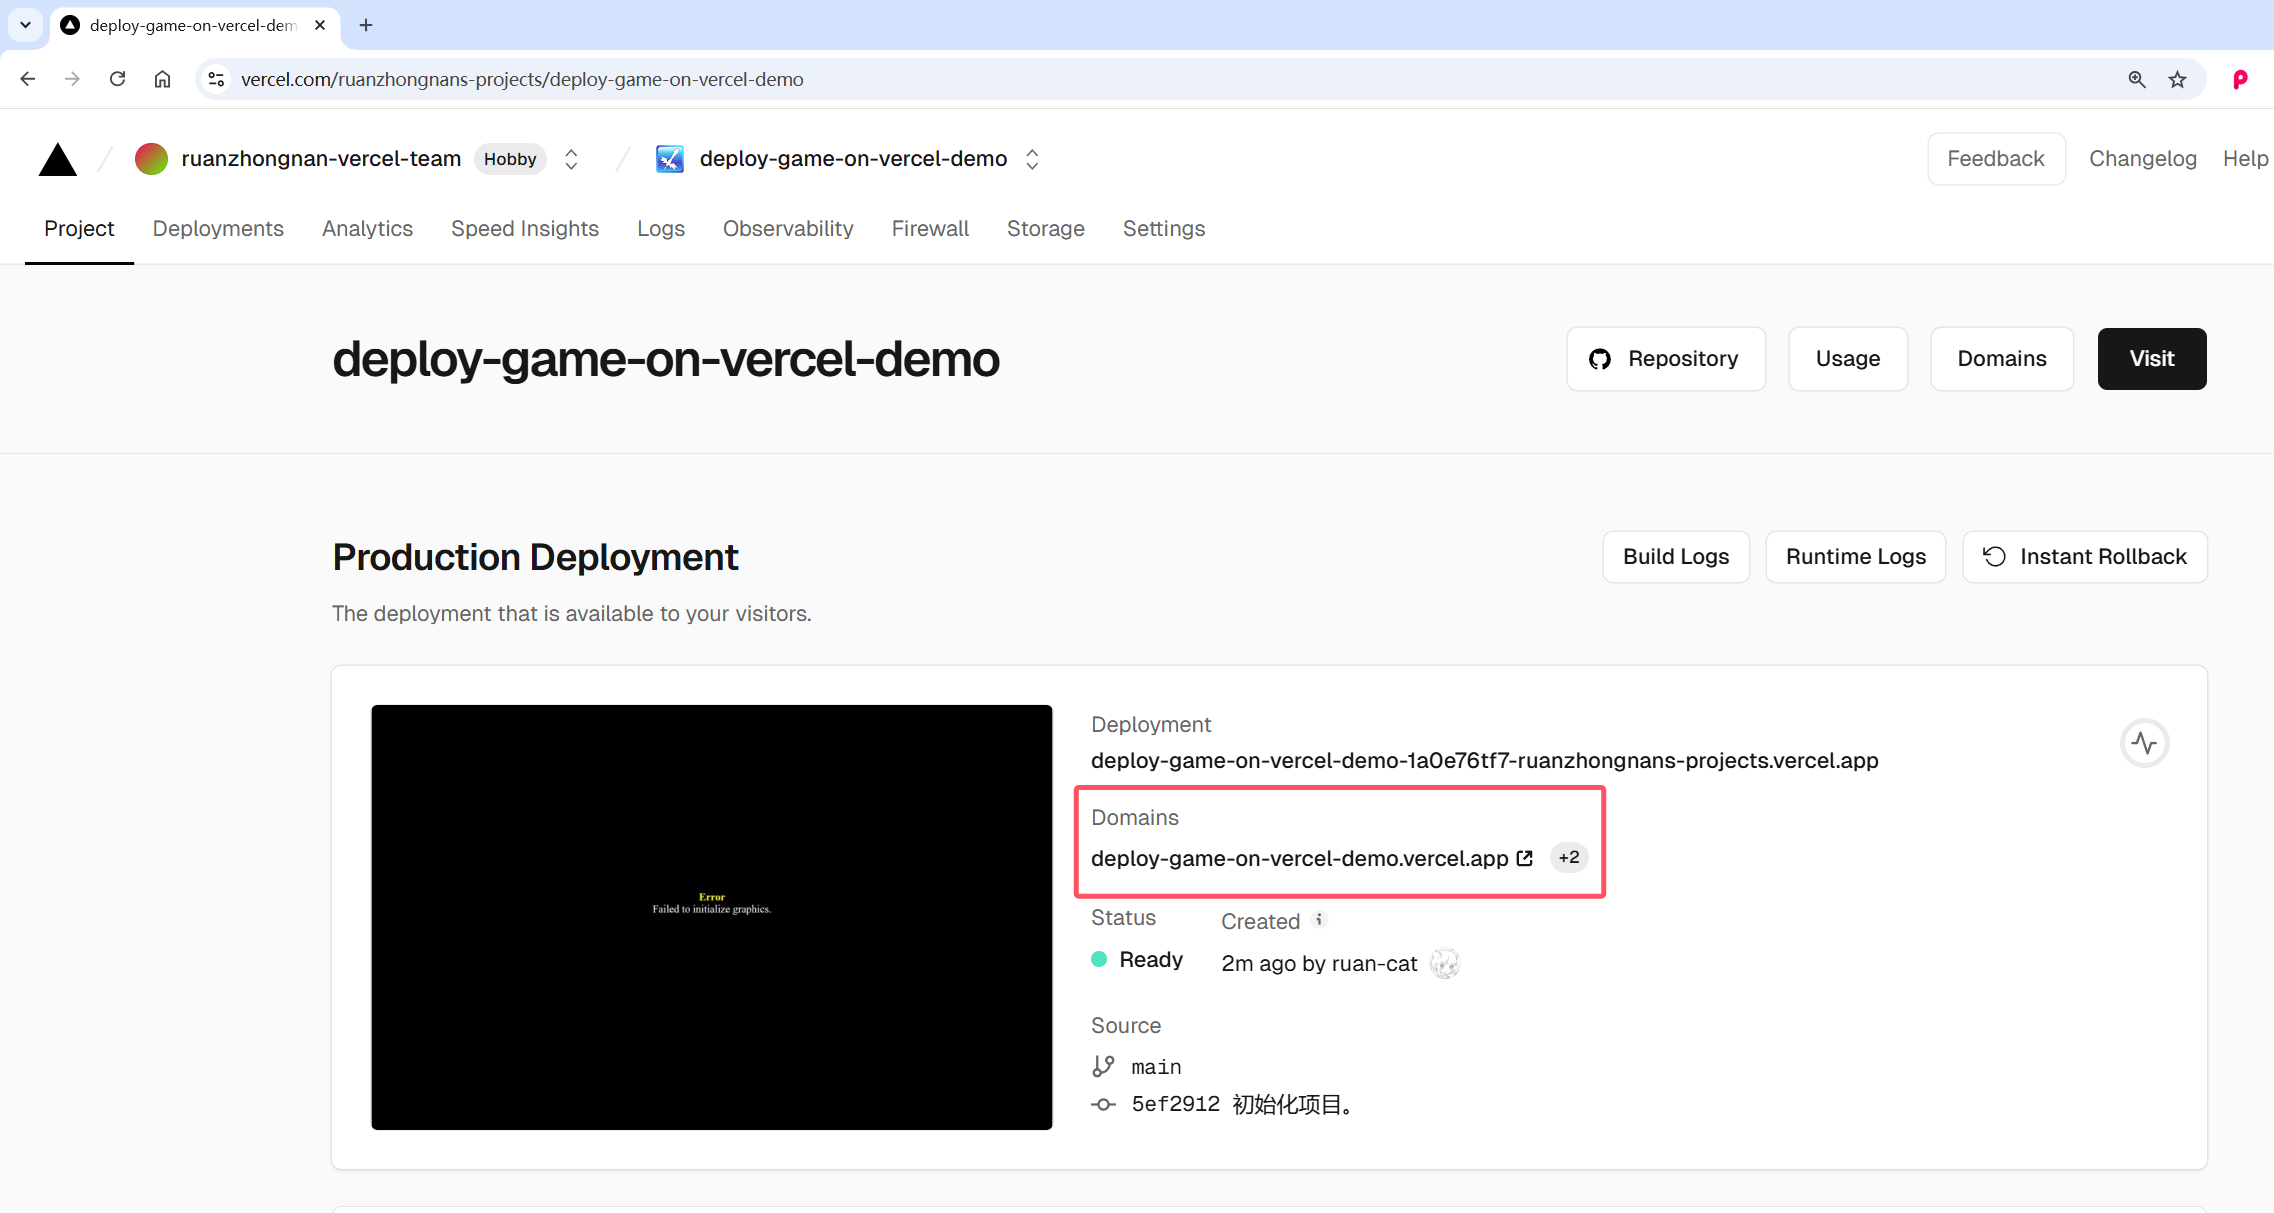 deploy-game-on-vercel-dem
vercel.com/ruanzhongnans-projects/deploy-game-on-vercel-demo
ruanzhongnan-vercel-team Hobby deploy-game-on-vercel-demo Feedback Changelog Help
Project Deployments Analytics Speed Insights Logs Observability Firewall Storage Settings
deploy-game-on-vercel-demo Repository Usage Domains Visit
Production Deployment Build Logs Runtime Logs Instant Rollback
The deployment that is available to your visitors.
Error
Failed to initialize graphics.
Deployment
deploy-game-on-vercel-demo-1a0e76tf7-ruanzhongnans-projects.vercel.app
Domains
deploy-game-on-vercel-demo.vercel.app +2
Status Created
Ready 2m ago by ruan-cat
Source
main
5ef2912 初始化项目。